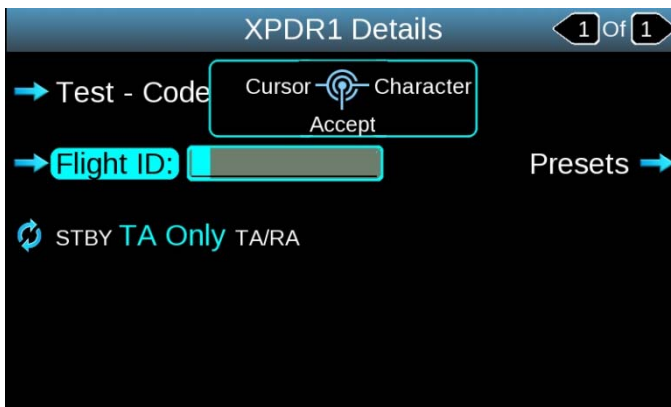 XPDR1 Details
1 Of 1
Test - Code
Cursor Character
Accept
Flight ID:
Presets
STBY TA Only TA/RA